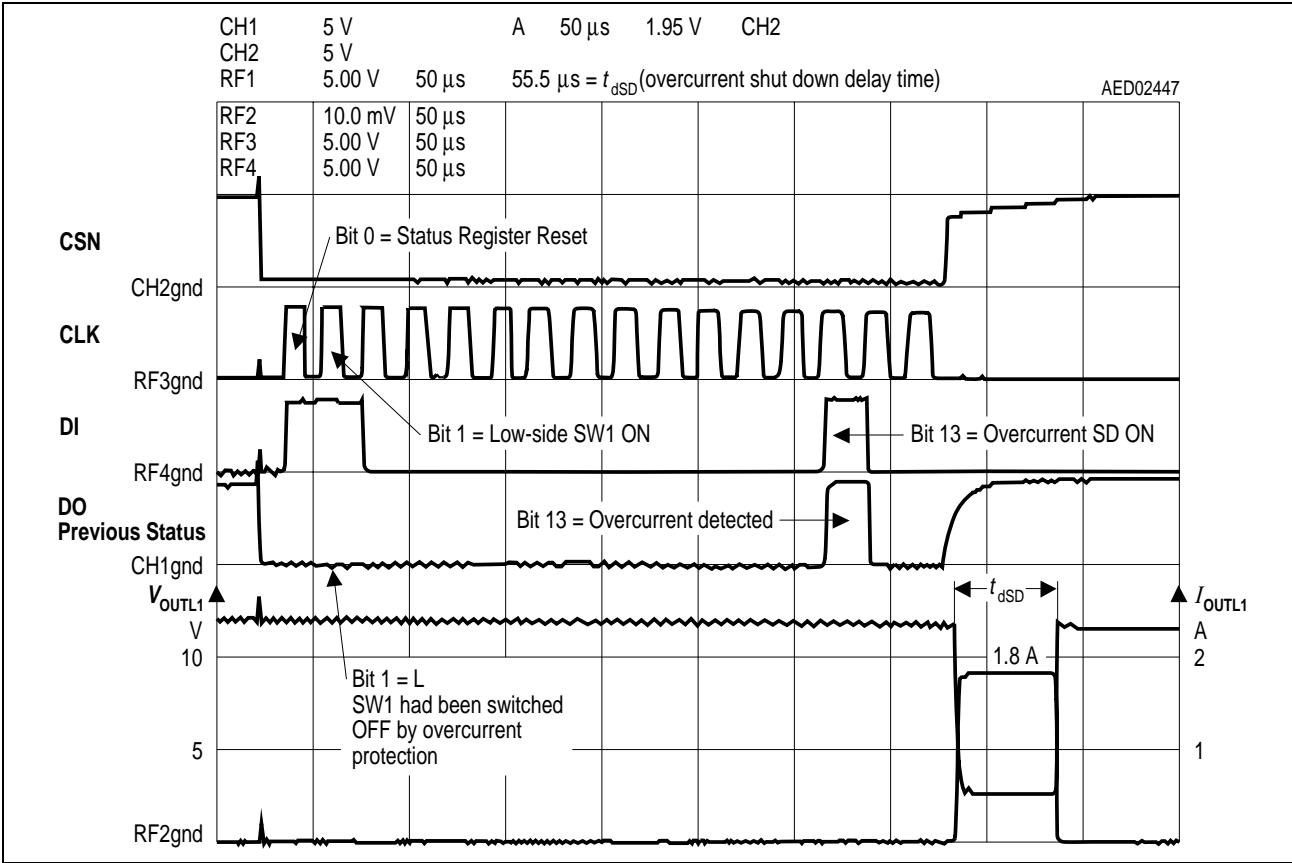 CH1 5 V A 50 μs 1.95 V CH2
CH2 5 V
RF1 5.00 V 50 μs 55.5 μs = tdSD (overcurrent shut down delay time)
AED02447
RF2 10.0 mV 50 μs
RF3 5.00 V 50 μs
RF4 5.00 V 50 μs
CSN
Bit 0 = Status Register Reset
CH2gnd
CLK
RF3gnd
DI
Bit 1 = Low-side SW1 ON
Bit 13 = Overcurrent SD ON
RF4gnd
DO
Previous Status
Bit 13 = Overcurrent detected
CH1gnd
VOUTL1
tdSD
IOUTL1
V
A
10
1.8 A
2
Bit 1 = L
SW1 had been switched
OFF by overcurrent
protection
5
1
RF2gnd